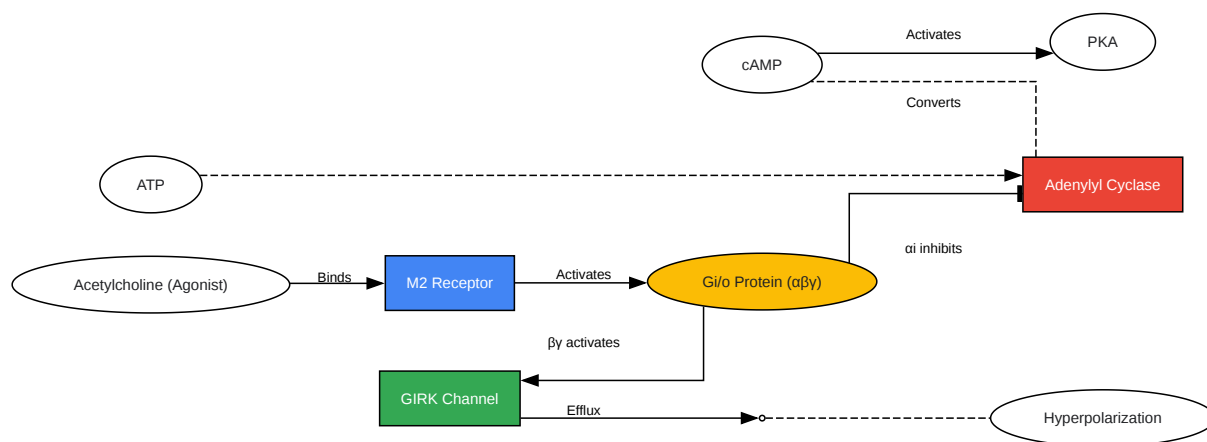 Activates
PKA
cAMP
Converts
ATP
Adenylyl Cyclase
αi inhibits
Acetylcholine (Agonist)
Binds
M2 Receptor
Activates
Gi/o Protein (αβγ)
βγ activates
GIRK Channel
Efflux
Hyperpolarization